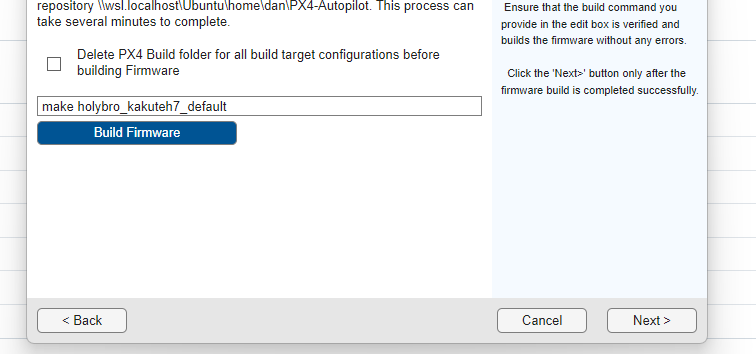 repository \\wsl.localhost\Ubuntu\home\dan\PX4-Autopilot. This process can
take several minutes to complete.
Delete PX4 Build folder for all build target configurations before
building Firmware
make holybro_kakuteh7_default
Build Firmware
Ensure that the build command you
provide in the edit box is verified and
builds the firmware without any errors.
Click the 'Next>' button only after the
firmware build is completed successfully.
< Back
Cancel
Next >